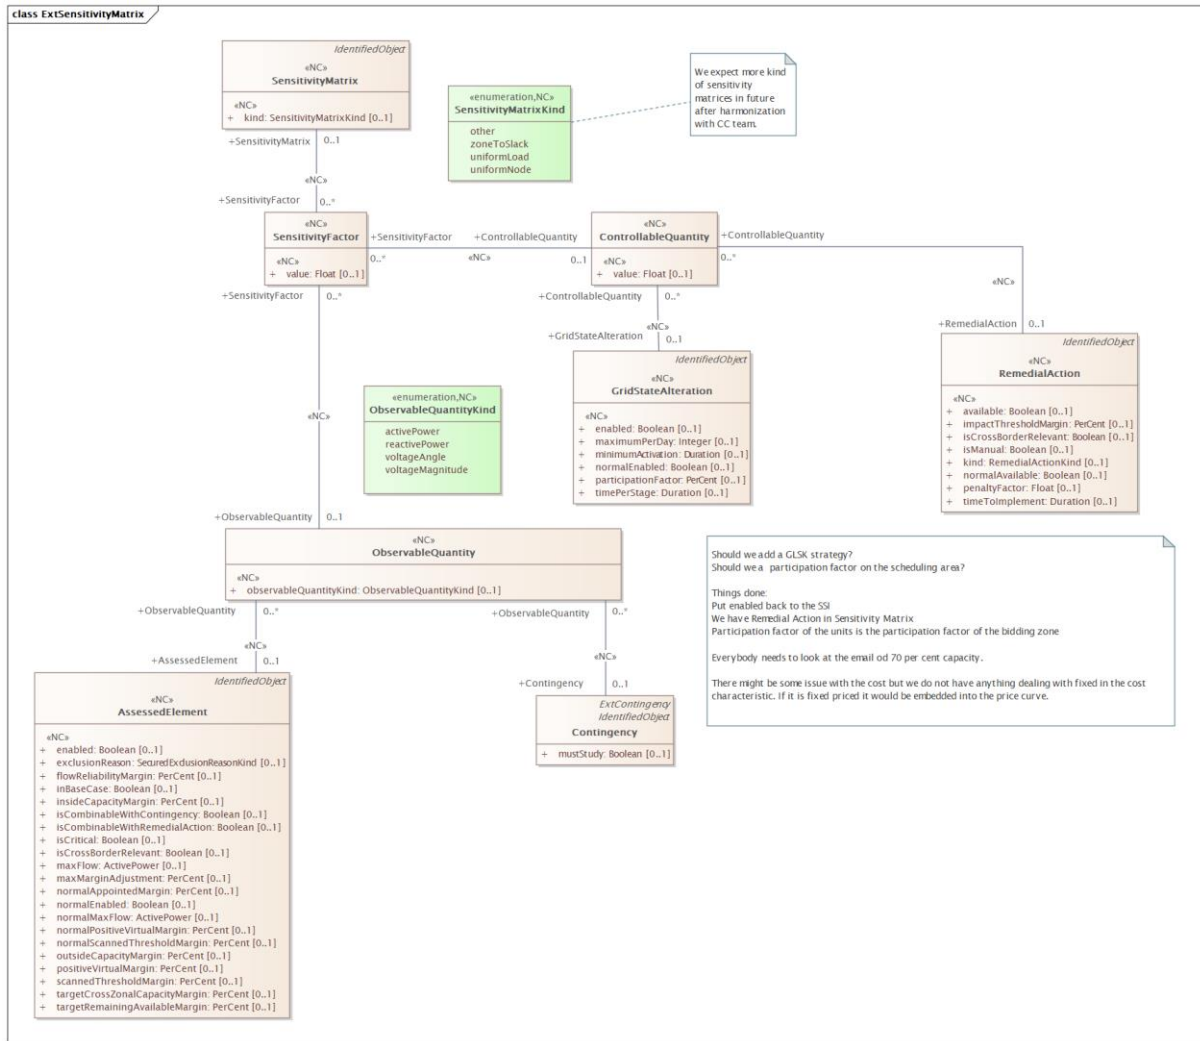 class ExtSensitivityMatrix
IdentifiedObject
«NC»
SensitivityMatrix
«NC»
+ kind: SensitivityMatrixKind [0..1]
«enumeration,NC»
SensitivityMatrixKind
other
zoneToSlack
uniformLoad
uniformNode
We expect more kind
of sensitivity
matrices in future
after harmonization
with CC team.
+SensitivityMatrix 0..1
«NC»
+SensitivityFactor 0..*
«NC»
SensitivityFactor
«NC»
+ value: Float [0..1]
+SensitivityFactor +ControllableQuantity
0..* «NC» 0..1
«NC»
ControllableQuantity
«NC»
+ value: Float [0..1]
+ControllableQuantity
0..*
«NC»
+RemedialAction 0..1
+SensitivityFactor 0..*
+ControllableQuantity 0..*
«NC»
+GridStateAlteration 0..1
IdentifiedObject
«NC»
GridStateAlteration
«NC»
+ enabled: Boolean [0..1]
+ maximumPerDay: Integer [0..1]
+ minimumActivation: Duration [0..1]
+ normalEnabled: Boolean [0..1]
+ participationFactor: PerCent [0..1]
+ timePerStage: Duration [0..1]
IdentifiedObject
«NC»
RemedialAction
«NC»
+ available: Boolean [0..1]
+ impactThresholdMargin: PerCent [0..1]
+ isCrossBorderRelevant: Boolean [0..1]
+ isManual: Boolean [0..1]
+ kind: RemedialActionKind [0..1]
+ normalAvailable: Boolean [0..1]
+ penaltyFactor: Float [0..1]
+ timeToImplement: Duration [0..1]
«enumeration,NC»
ObservableQuantityKind
activePower
reactivePower
voltageAngle
voltageMagnitude
«NC»
+ObservableQuantity 0..1
«NC»
ObservableQuantity
«NC»
+ observableQuantityKind: ObservableQuantityKind [0..1]
Should we add a GLSK strategy?
Should we a participation factor on the scheduling area?
Things done:
Put enabled back to the SSI
We have Remedial Action in Sensitivity Matrix
Participation factor of the units is the participation factor of the bidding zone
Everybody needs to look at the email od 70 per cent capacity.
There might be some issue with the cost but we do not have anything dealing with fixed in the cost
characteristic. If it is fixed priced it would be embedded into the price curve.
+ObservableQuantity 0..*
«NC»
+AssessedElement 0..1
+ObservableQuantity 0..*
«NC»
+Contingency 0..1
ExtContingency
IdentifiedObject
Contingency
+ mustStudy: Boolean [0..1]
IdentifiedObject
«NC»
AssessedElement
«NC»
+ enabled: Boolean [0..1]
+ exclusionReason: SecuredExclusionReasonKind [0..1]
+ flowReliabilityMargin: PerCent [0..1]
+ inBaseCase: Boolean [0..1]
+ insideCapacityMargin: PerCent [0..1]
+ isCombinableWithContingency: Boolean [0..1]
+ isCombinableWithRemedialAction: Boolean [0..1]
+ isCritical: Boolean [0..1]
+ isCrossBorderRelevant: Boolean [0..1]
+ maxFlow: ActivePower [0..1]
+ maxMarginAdjustment: PerCent [0..1]
+ normalAppointedMargin: PerCent [0..1]
+ normalEnabled: Boolean [0..1]
+ normalMaxFlow: ActivePower [0..1]
+ normalPositiveVirtualMargin: PerCent [0..1]
+ normalScannedThresholdMargin: PerCent [0..1]
+ outsideCapacityMargin: PerCent [0..1]
+ positiveVirtualMargin: PerCent [0..1]
+ scannedThresholdMargin: PerCent [0..1]
+ targetCrossZonalCapacityMargin: PerCent [0..1]
+ targetRemainingAvailableMargin: PerCent [0..1]